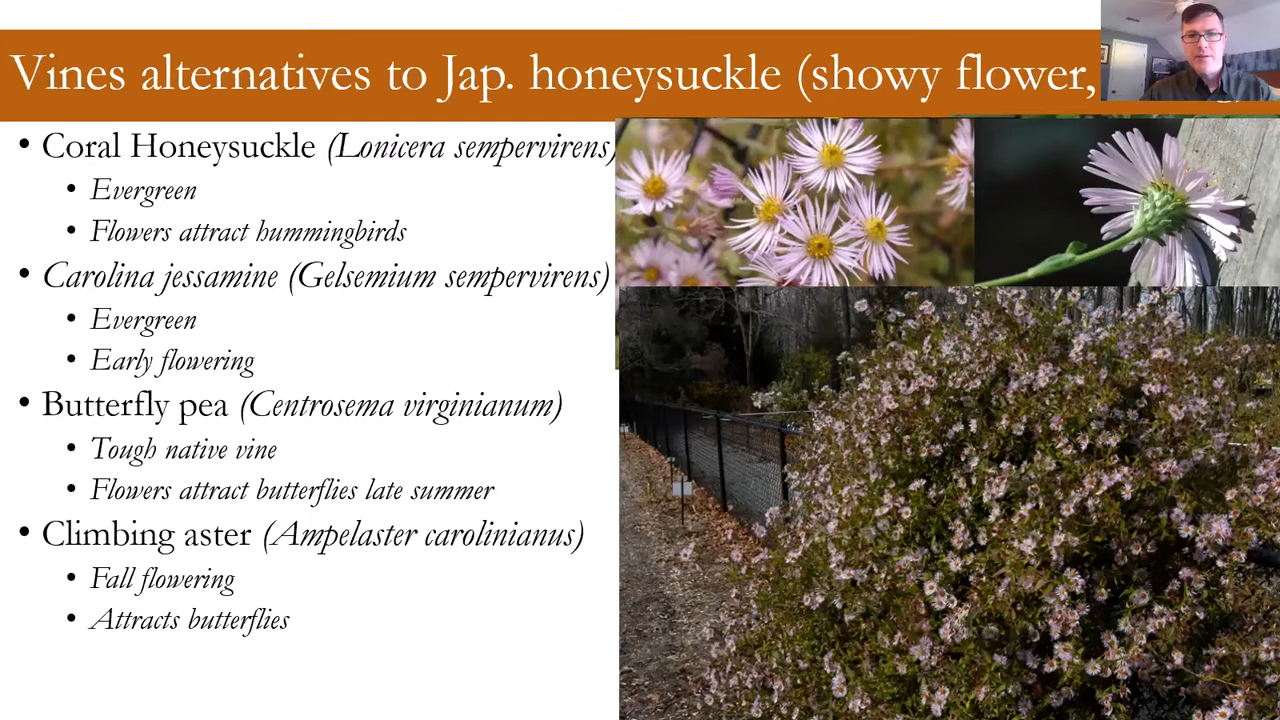 Vines alternatives to Jap. honeysuckle (showy flower,
• Coral Honeysuckle (Lonicera sempervirens)
• Evergreen
• Flowers attract hummingbirds
• Carolina jessamine (Gelsemium sempervirens)
• Evergreen
• Early flowering
• Butterfly pea (Centrosema virginianum)
• Tough native vine
• Flowers attract butterflies late summer
• Climbing aster (Ampelaster carolinianus)
• Fall flowering
• Attracts butterflies